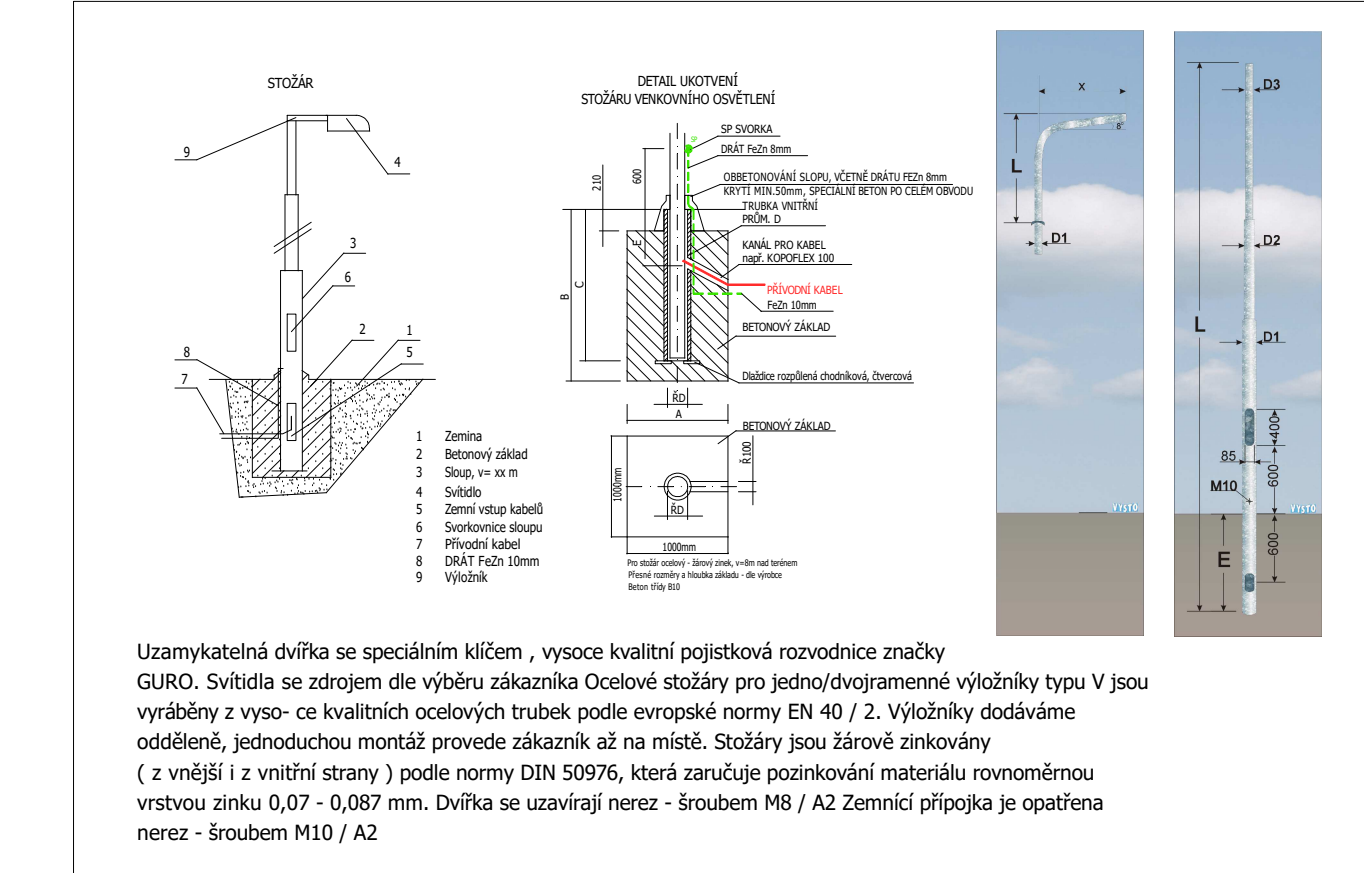 STOŽÁR
9
4
3
6
2
1
5
8
7
1 Zemina
2 Betonový základ
3 Sloup, v= xx m
4 Svítidlo
5 Zemní vstup kabelů
6 Svorkovnice sloupu
7 Přívodní kabel
8 DRÁT FeZn 10mm
9 Výložník
DETAIL UKOTVENÍ
STOŽÁRU VENKOVNÍHO OSVĚTLENÍ
SP
SP SVORKA
DRÁT FeZn 8mm
OBBETONOVÁNÍ SLOPU, VČETNĚ DRÁTU FEZn 8mm
KRYTÍ MIN.50mm, SPECIÁLNÍ BETON PO CELÉM OBVODU
TRUBKA VNITŘNÍ
PRŮM. D
KANÁL PRO KABEL
např. KOPOFLEX 100
PŘÍVODNÍ KABEL
FeZn 10mm
BETONOVÝ ZÁKLAD
Dlaždice rozpůlená chodníková, čtvercová
210
600
E
B
C
ŘD
A
BETONOVÝ ZÁKLAD
Ř100
1000mm
ŘD
1000mm
Pro stožár ocelový - žárový zinek, v=8m nad terénem
Přesné rozměry a hloubka základu - dle výrobce
Beton třídy B10
X
8°
L
D1
VYSTO
D3
D2
L
D1
400
85
600
M10
VYSTO
600
E
Uzamykatelná dvířka se speciálním klíčem , vysoce kvalitní pojistková rozvodnice značky
GURO. Svítidla se zdrojem dle výběru zákazníka Ocelové stožáry pro jedno/dvojramenné výložníky typu V jsou
vyráběny z vyso- ce kvalitních ocelových trubek podle evropské normy EN 40 / 2. Výložníky dodáváme
odděleně, jednoduchou montáž provede zákazník až na místě. Stožáry jsou žárově zinkovány
( z vnější i z vnitřní strany ) podle normy DIN 50976, která zaručuje pozinkování materiálu rovnoměrnou
vrstvou zinku 0,07 - 0,087 mm. Dvířka se uzavírají nerez - šroubem M8 / A2 Zemnící přípojka je opatřena
nerez - šroubem M10 / A2